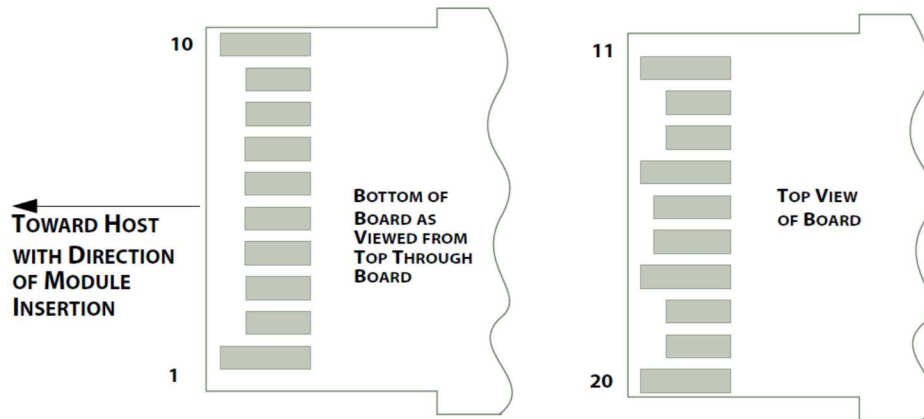 10
11
BOTTOM OF
BOARD AS
VIEWED FROM
TOP THROUGH
BOARD
TOP VIEW
OF BOARD
TOWARD HOST
WITH DIRECTION
OF MODULE
INSERTION
1
20